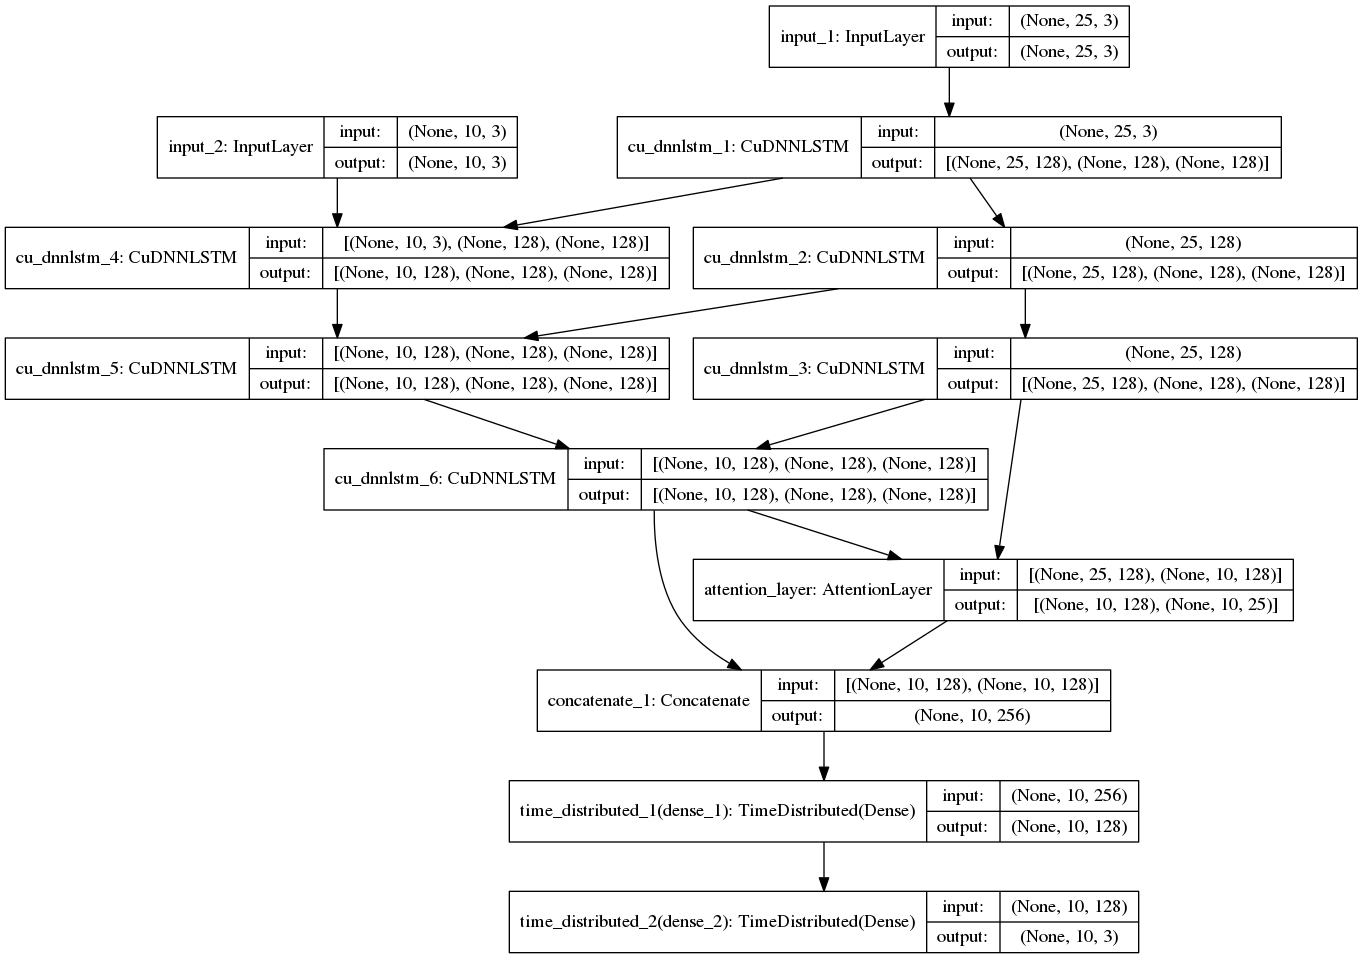 input_1: InputLayer
input: (None, 25, 3)
output: (None, 25, 3)
input_2: InputLayer
input: (None, 10, 3)
output: (None, 10, 3)
cu_dnnlstm_1: CuDNNLSTM
input: (None, 25, 3)
output: [(None, 25, 128), (None, 128), (None, 128)]
cu_dnnlstm_4: CuDNNLSTM
input: [(None, 10, 3), (None, 128), (None, 128)]
output: [(None, 10, 128), (None, 128), (None, 128)]
cu_dnnlstm_2: CuDNNLSTM
input: (None, 25, 128)
output: [(None, 25, 128), (None, 128), (None, 128)]
cu_dnnlstm_5: CuDNNLSTM
input: [(None, 10, 128), (None, 128), (None, 128)]
output: [(None, 10, 128), (None, 128), (None, 128)]
cu_dnnlstm_3: CuDNNLSTM
input: (None, 25, 128)
output: [(None, 25, 128), (None, 128), (None, 128)]
cu_dnnlstm_6: CuDNNLSTM
input: [(None, 10, 128), (None, 128), (None, 128)]
output: [(None, 10, 128), (None, 128), (None, 128)]
attention_layer: AttentionLayer
input: [(None, 25, 128), (None, 10, 128)]
output: [(None, 10, 128), (None, 10, 25)]
concatenate_1: Concatenate
input: [(None, 10, 128), (None, 10, 128)]
output: (None, 10, 256)
time_distributed_1(dense_1): TimeDistributed(Dense)
input: (None, 10, 256)
output: (None, 10, 128)
time_distributed_2(dense_2): TimeDistributed(Dense)
input: (None, 10, 128)
output: (None, 10, 3)